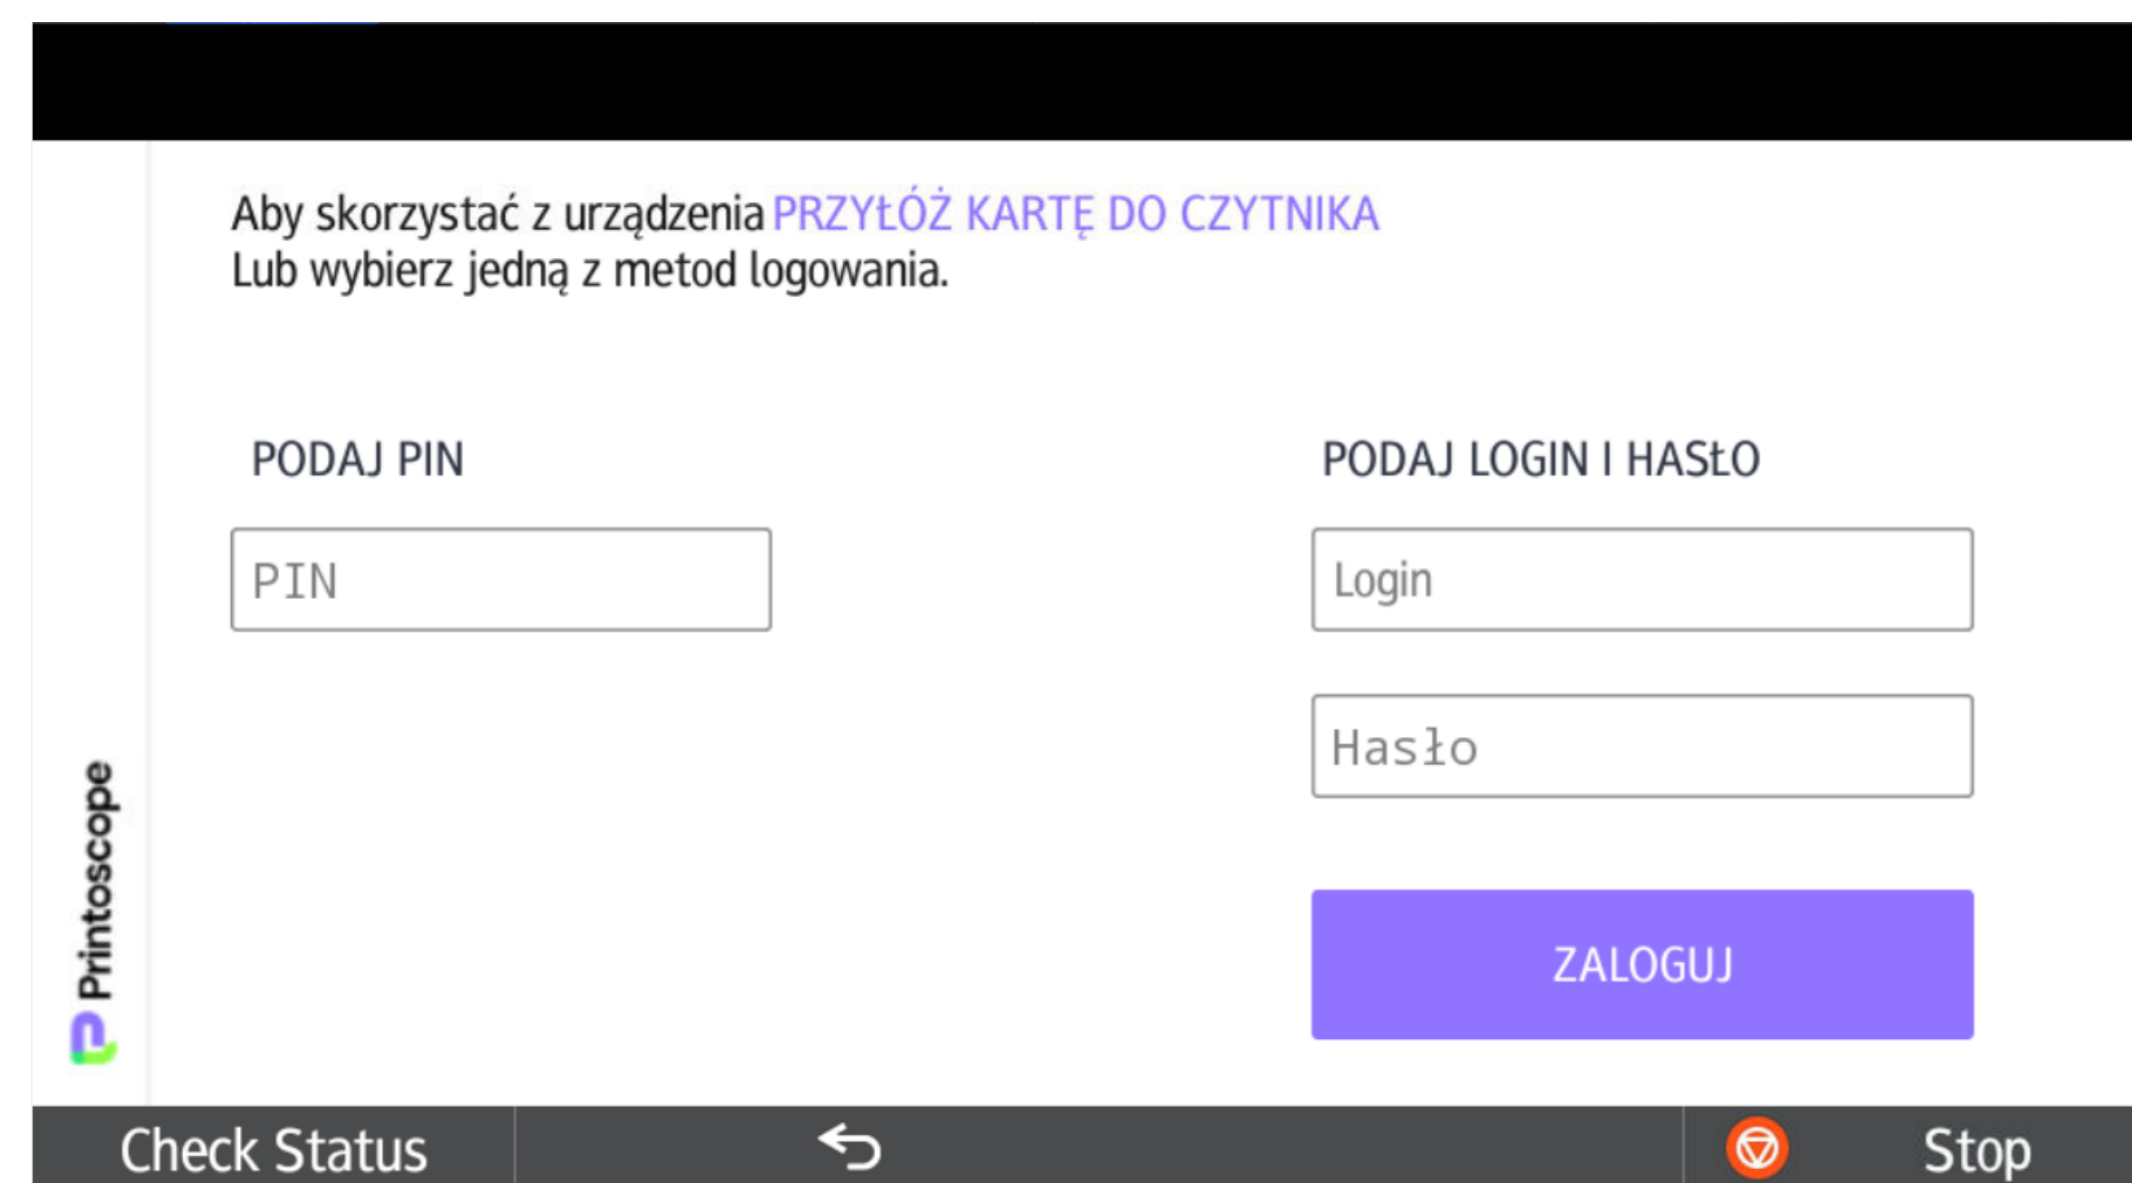 Aby skorzystać z urządzenia PRZYŁÓŻ KARTĘ DO CZYTNIKA
Lub wybierz jedną z metod logowania.
PODAJ PIN
PIN
PODAJ LOGIN I HASŁO
Login
Hasło
ZALOGUJ
Printoscope
Check Status
Stop